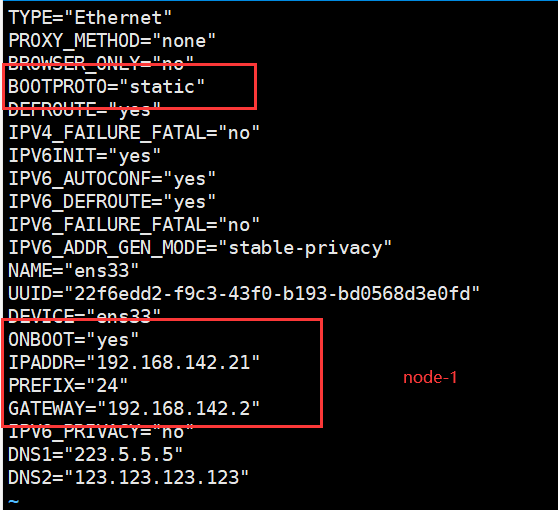 TYPE="Ethernet"
PROXY_METHOD="none"
BROWSER_ONLY="no"
BOOTPROTO="static"
DEFROUTE="yes"
IPV4_FAILURE_FATAL="no"
IPV6INIT="yes"
IPV6_AUTOCONF="yes"
IPV6_DEFROUTE="yes"
IPV6_FAILURE_FATAL="no"
IPV6_ADDR_GEN_MODE="stable-privacy"
NAME="ens33"
UUID="22f6edd2-f9c3-43f0-b193-bd0568d3e0fd"
DEVICE="ens33"
ONBOOT="yes"
IPADDR="192.168.142.21"
PREFIX="24"
node-1
GATEWAY="192.168.142.2"
IPV6_PRIVACY="no"
DNS1="223.5.5.5"
DNS2="123.123.123.123"
~